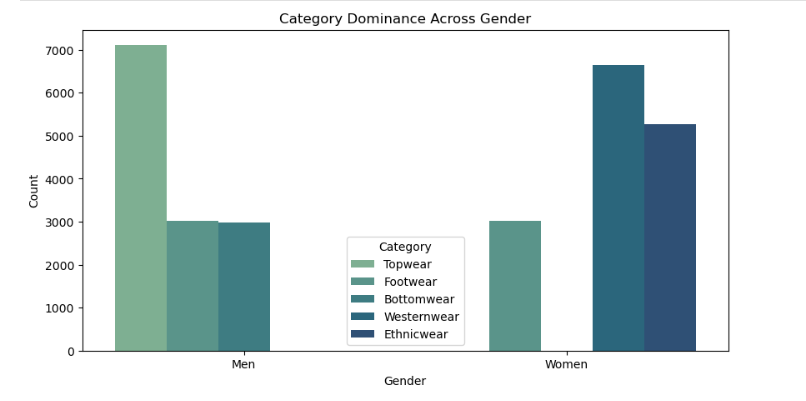 Category Dominance Across Gender
7000
6000
5000
4000
3000
2000
1000
0
Count
Category
Topwear
Footwear
Bottomwear
Westernwear
Ethnicwear
Men
Women
Gender